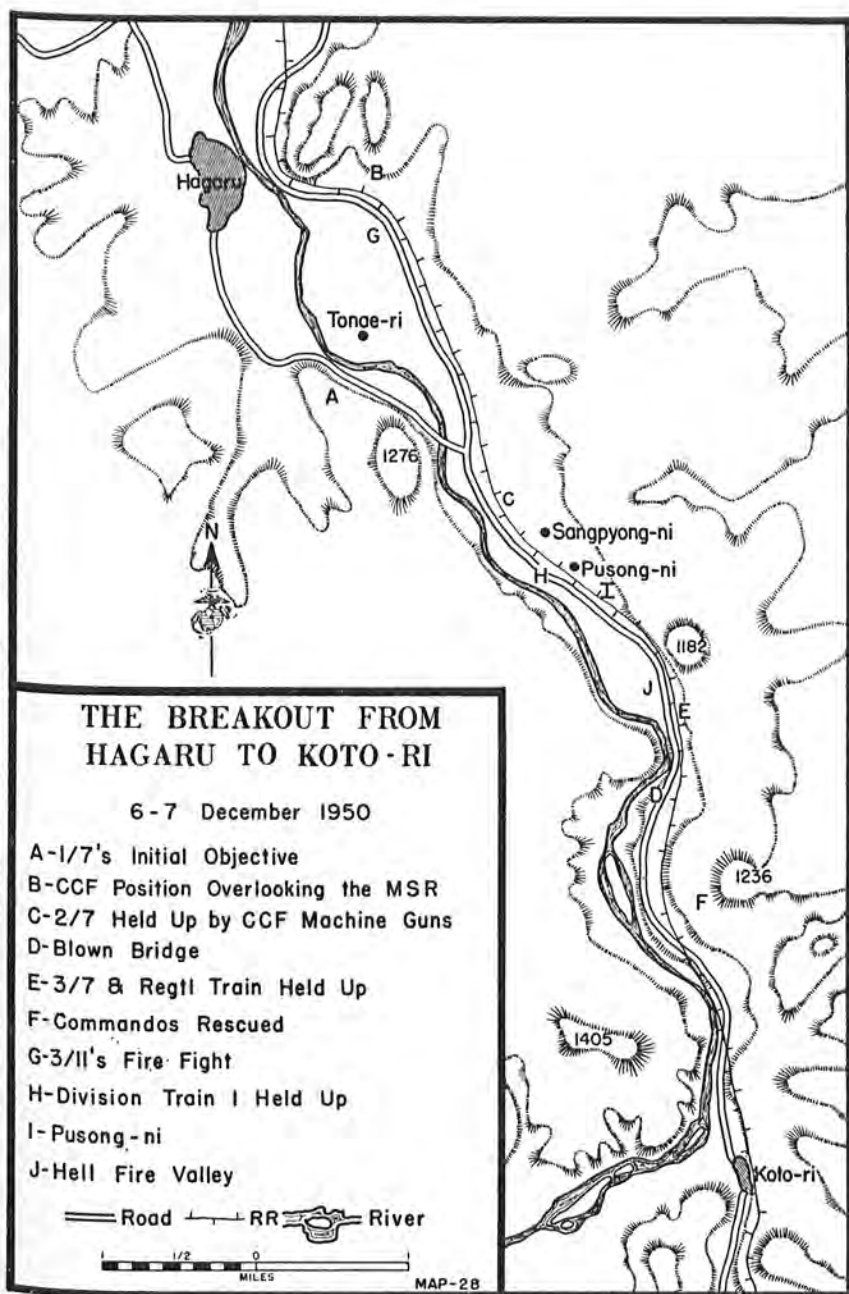 B
Hagaru
G
Tonae-ri
A
1276
C
Sangpyong-ni
H
Pusong-ni
I
N
1182
J
E
D
1236
F
1405
Koto-ri
THE BREAKOUT FROM
HAGARU TO KOTO-RI
6-7 December 1950
A-1/7's Initial Objective
B-CCF Position Overlooking the MSR
C-2/7 Held Up by CCF Machine Guns
D-Blown Bridge
E-3/7 & Regtl Train Held Up
F-Commandos Rescued
G-3/11's Fire Fight
H-Division Train I Held Up
I-Pusong-ni
J-Hell Fire Valley
Road RR River
1 1/2 0 1
MILES
MAP-28